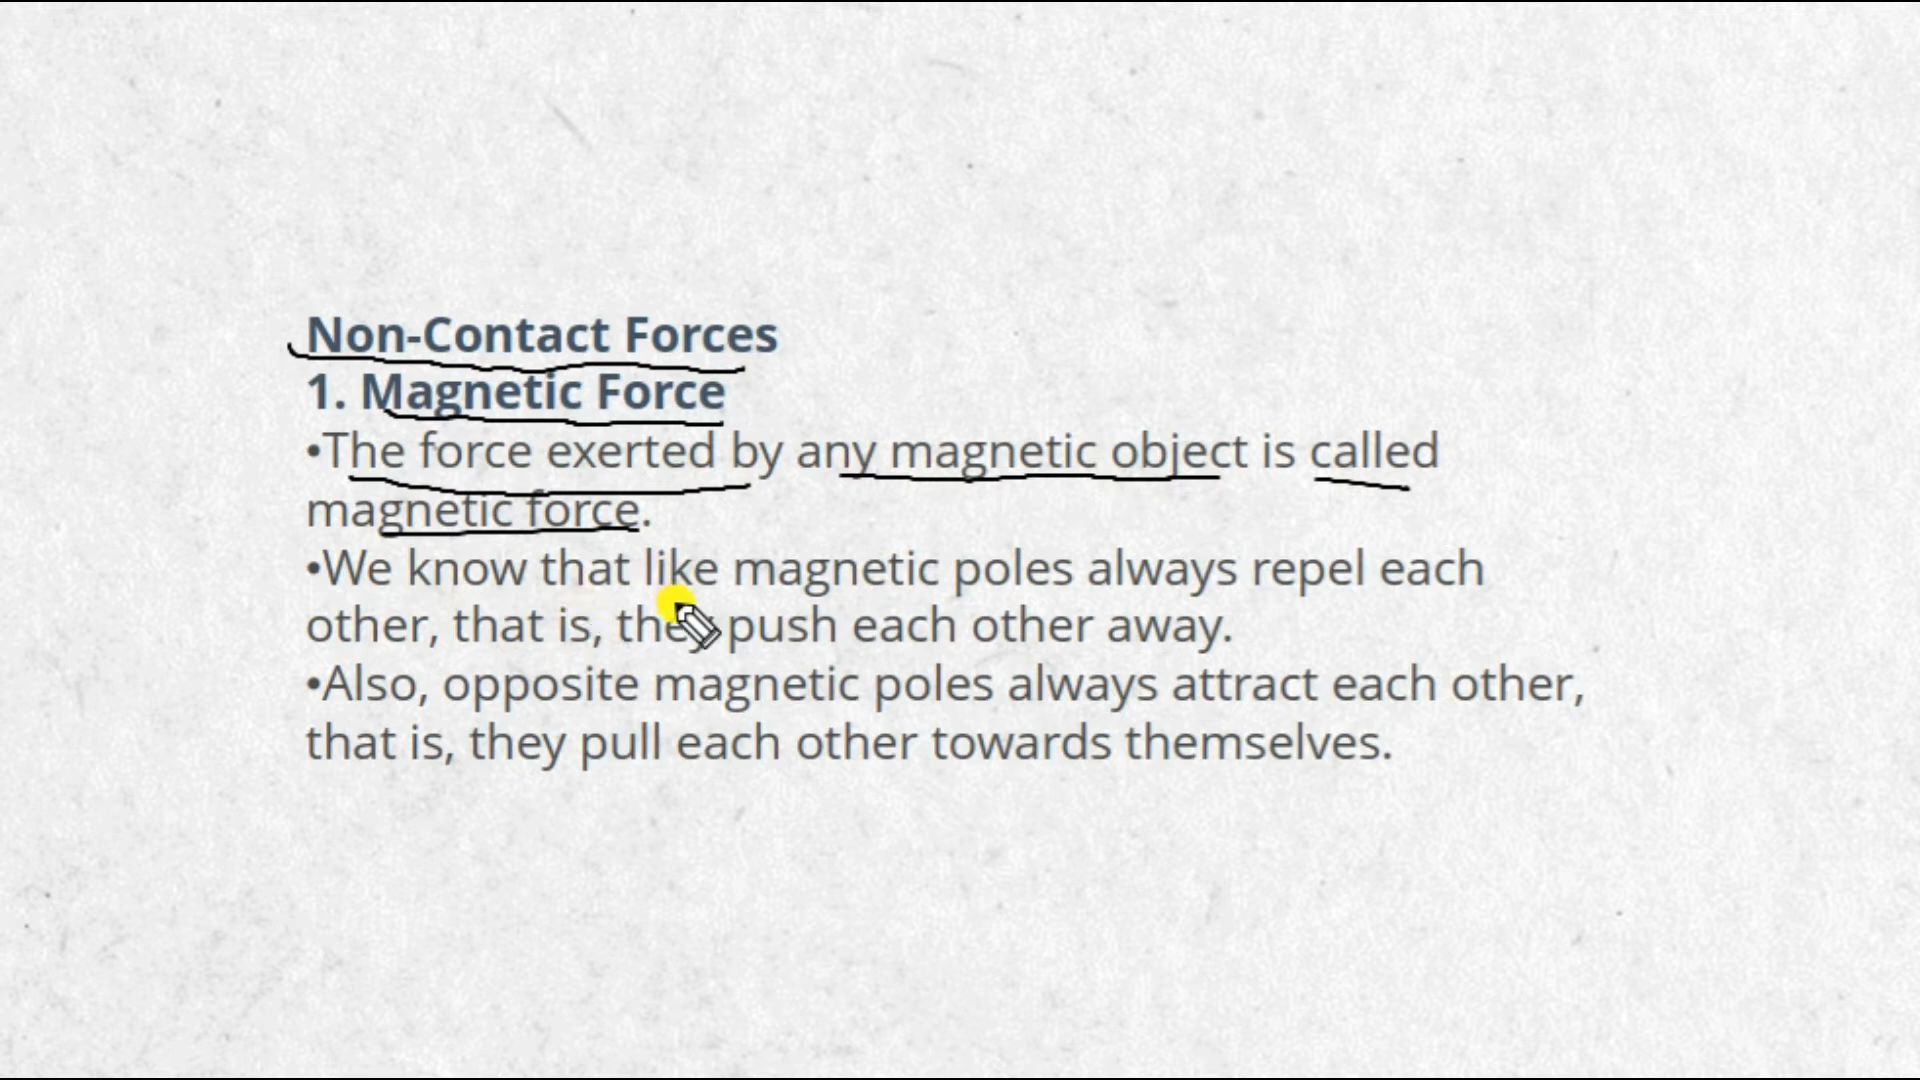 Non-Contact Forces
1. Magnetic Force
•The force exerted by any magnetic object is called
magnetic force.
•We know that like magnetic poles always repel each
other, that is, they push each other away.
•Also, opposite magnetic poles always attract each other,
that is, they pull each other towards themselves.